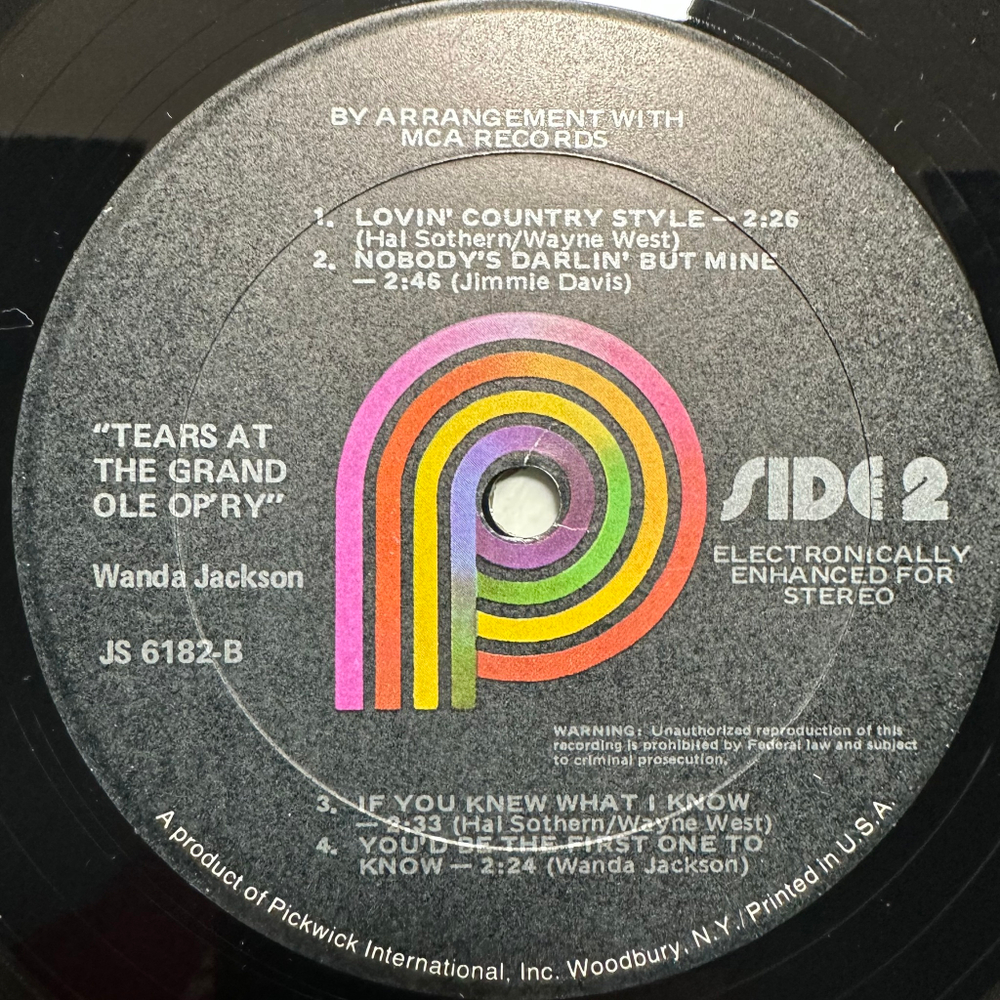 BY ARRANGEMENT WITH
MCA RECORDS
1. LOVIN' COUNTRY STYLE — 2:26
(Hal Sothern/Wayne West)
2. NOBODY'S DARLIN' BUT MINE
— 2:46 (Jimmie Davis)
"TEARS AT
THE GRAND
OLE OP'RY"
Wanda Jackson
JS 6182-B
SIDE 2
ELECTRONICALLY
ENHANCED FOR
STEREO
WARNING: Unauthorized reproduction of this
recording is prohibited by Federal law and subject
to criminal prosecution.
3. IF YOU KNEW WHAT I KNOW
— 2:33 (Hal Sothern/Wayne West)
4. YOU'D BE THE FIRST ONE TO
KNOW — 2:24 (Wanda Jackson)
A product of Pickwick International, Inc. Woodbury, N.Y./Printed in U.S.A.